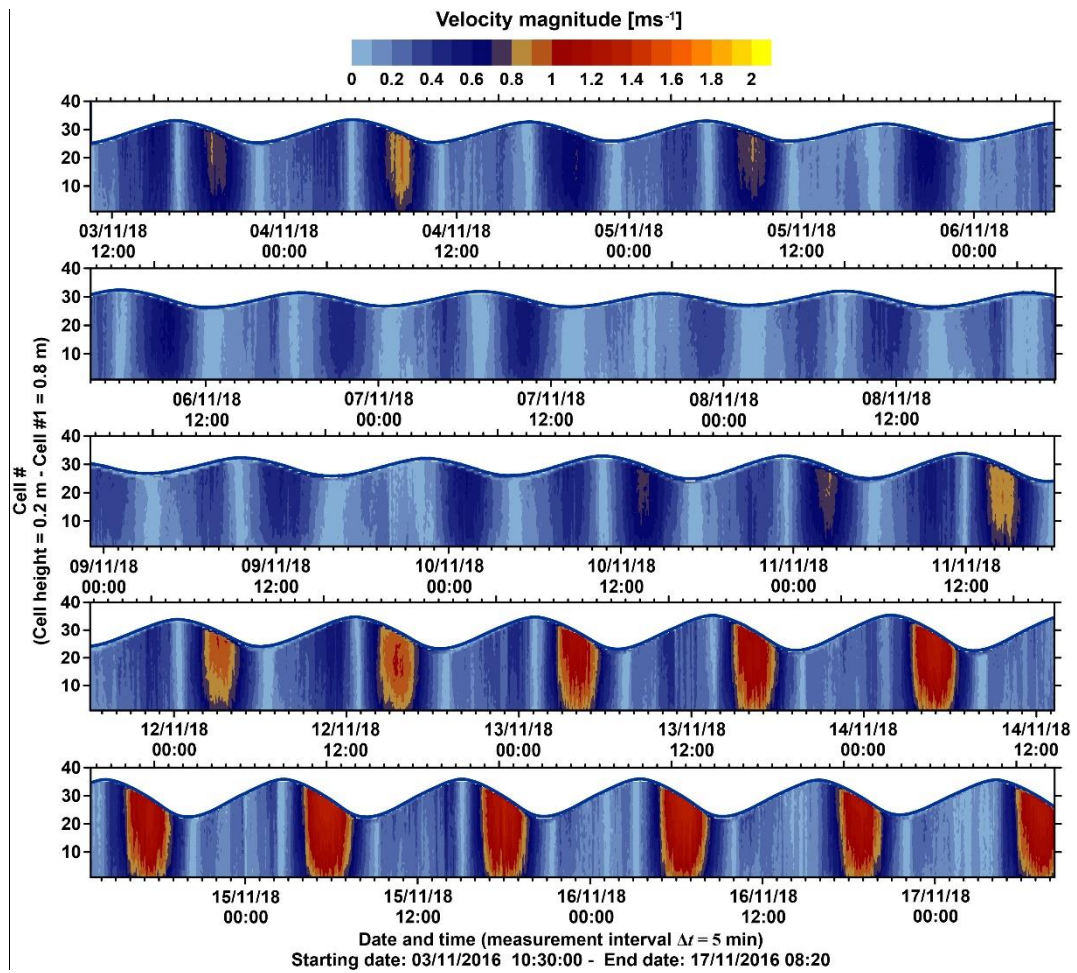 Velocity magnitude [ms⁻¹]
0 0.2 0.4 0.6 0.8 1 1.2 1.4 1.6 1.8 2
Cell #
(Cell height = 0.2 m - Cell #1 = 0.8 m)
40
30
20
10
03/11/18 04/11/18 04/11/18 05/11/18 05/11/18 06/11/18
12:00 00:00 12:00 00:00 12:00 00:00
40
30
20
10
06/11/18 07/11/18 07/11/18 08/11/18 08/11/18
12:00 00:00 12:00 00:00 12:00
40
30
20
10
09/11/18 09/11/18 10/11/18 10/11/18 11/11/18 11/11/18
00:00 12:00 00:00 12:00 00:00 12:00
40
30
20
10
12/11/18 12/11/18 13/11/18 13/11/18 14/11/18 14/11/18
00:00 12:00 00:00 12:00 00:00 12:00
40
30
20
10
15/11/18 15/11/18 16/11/18 16/11/18 17/11/18
00:00 12:00 00:00 12:00 00:00
Date and time (measurement interval Δt = 5 min)
Starting date: 03/11/2016 10:30:00 - End date: 17/11/2016 08:20